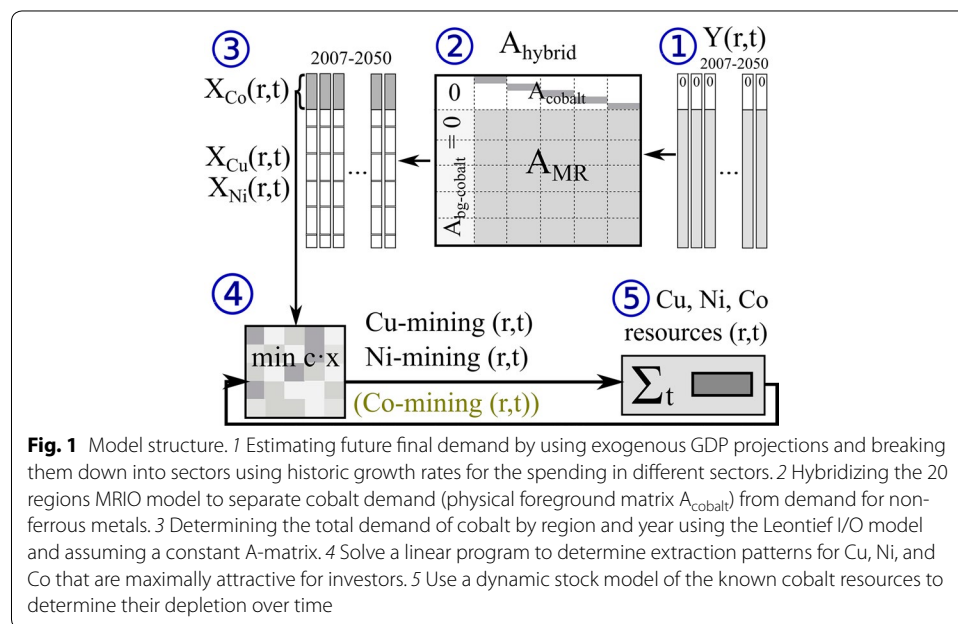 ③ 2007-2050
X_Co(r,t)
X_Cu(r,t)
X_Ni(r,t)
...
② A_hybrid
0
A_cobalt
A_bg-cobalt = 0
A_MR
① Y(r,t)
2007-2050
0 0 0 0 0
...
④
min c·x
Cu-mining (r,t)
Ni-mining (r,t)
(Co-mining (r,t))
⑤ Cu, Ni, Co
resources (r,t)
Σ_t
Fig. 1 Model structure. 1 Estimating future final demand by using exogenous GDP projections and breaking
them down into sectors using historic growth rates for the spending in different sectors. 2 Hybridizing the 20
regions MRIO model to separate cobalt demand (physical foreground matrix A_cobalt) from demand for non-
ferrous metals. 3 Determining the total demand of cobalt by region and year using the Leontief I/O model
and assuming a constant A-matrix. 4 Solve a linear program to determine extraction patterns for Cu, Ni, and
Co that are maximally attractive for investors. 5 Use a dynamic stock model of the known cobalt resources to
determine their depletion over time